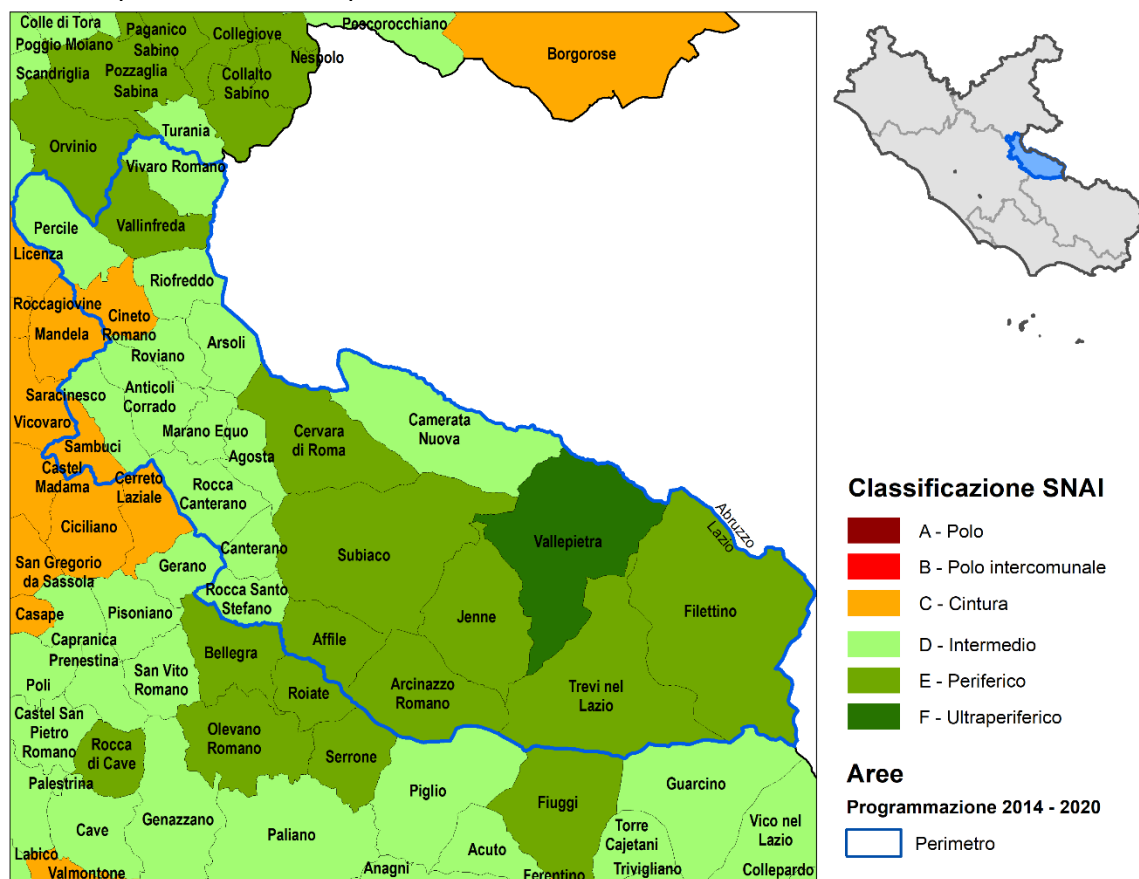 Colle di Tora
Poggio Moiano
Scandriglia
Paganico
Sabino
Pozzaglia
Sabina
Collegiove
Nespolo
Collalto
Sabino
Pescorocchiano
Borgorose
Orvinio
Turania
Vivaro Romano
Percile
Vallinfreda
Licenza
Riofreddo
Roccagiovine
Mandela
Cineto
Romano
Arsoli
Roviano
Anticoli
Corrado
Saracinesco
Vicovaro
Sambuci
Marano Equo
Agosta
Cervara
di Roma
Camerata
Nuova
Castel
Madama
Cerreto
Laziale
Rocca
Canterano
Ciciliano
Canterano
Subiaco
Vallepietra
Abruzzo
Lazio
San Gregorio
da Sassola
Gerano
Rocca Santo
Stefano
Jenne
Filettino
Casape
Pisoniano
Capranica
Prenestina
Bellegra
Affile
Poli
San Vito
Romano
Roiate
Arcinazzo
Romano
Trevi nel
Lazio
Castel San
Pietro
Romano
Rocca
di Cave
Olevano
Romano
Serrone
Palestrina
Cave
Genazzano
Paliano
Piglio
Fiuggi
Guarcino
Labico
Valmontone
Anagni
Acuto
Ferentino
Torre
Cajetani
Trivigliano
Vico nel
Lazio
Collepardo
Classificazione SNAI
A - Polo
B - Polo intercomunale
C - Cintura
D - Intermedio
E - Periferico
F - Ultraperiferico
Aree
Programmazione 2014 - 2020
Perimetro